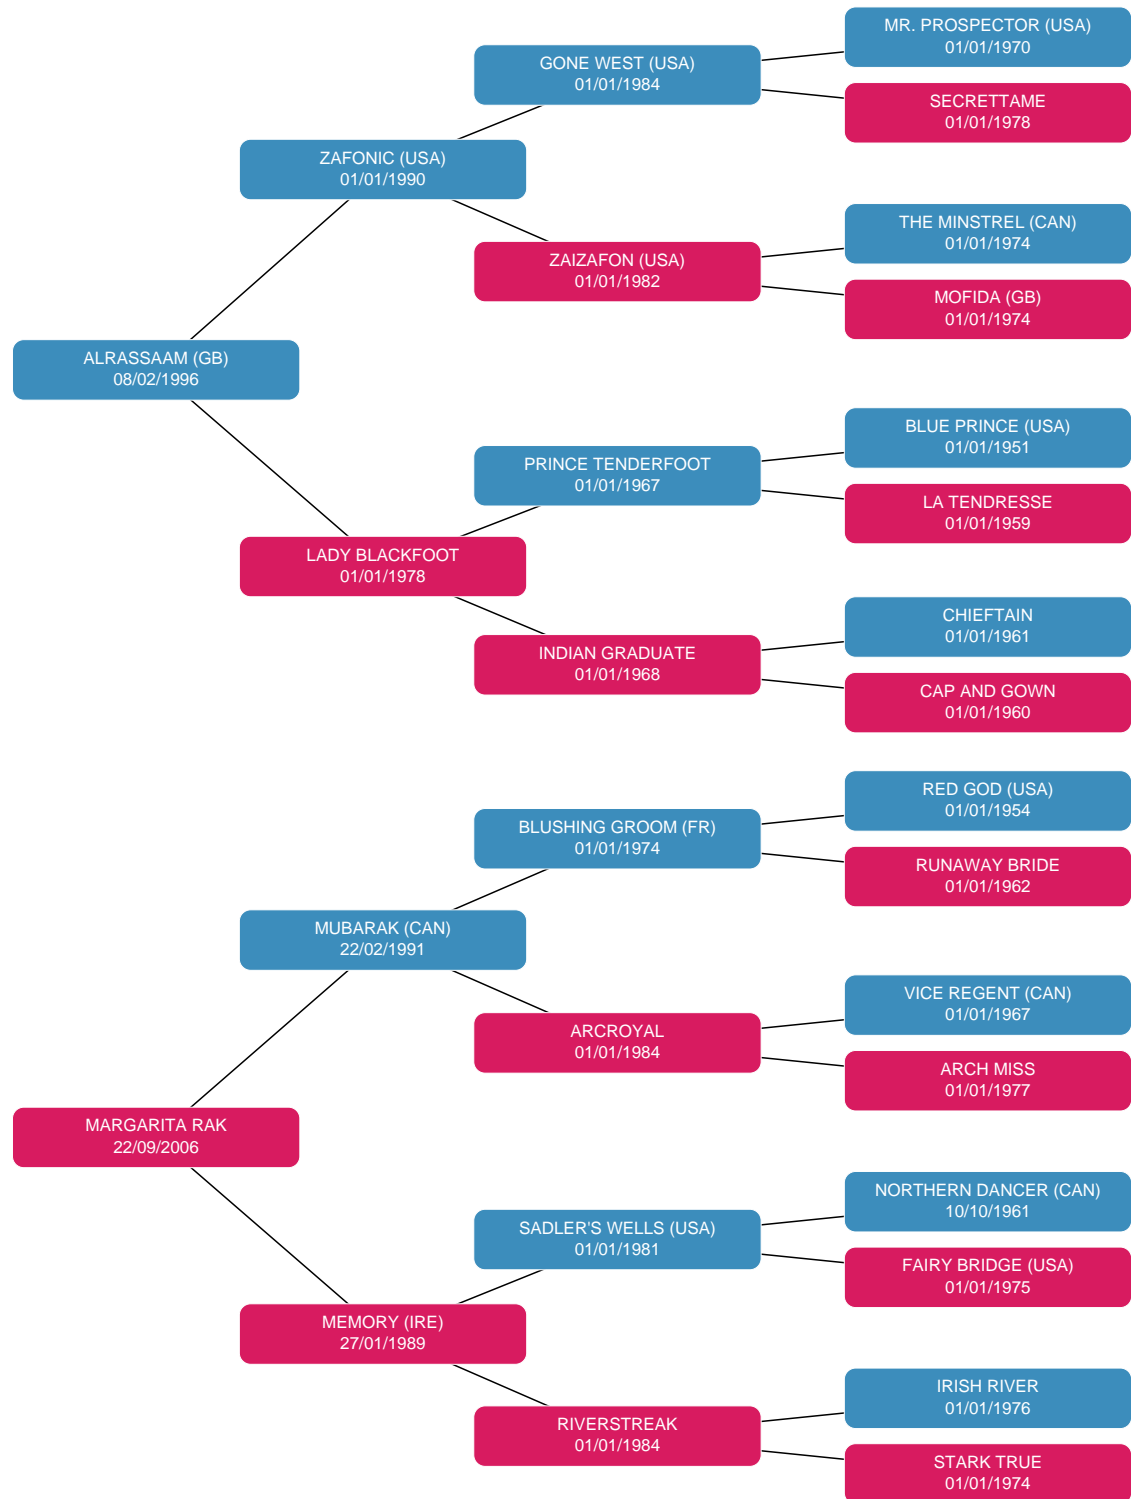 MR. PROSPECTOR (USA)
01/01/1970
GONE WEST (USA)
01/01/1984
SECRETTAME
01/01/1978
ZAFONIC (USA)
01/01/1990
THE MINSTREL (CAN)
01/01/1974
ZAIZAFON (USA)
01/01/1982
MOFIDA (GB)
01/01/1974
ALRASSAAM (GB)
08/02/1996
BLUE PRINCE (USA)
01/01/1951
PRINCE TENDERFOOT
01/01/1967
LA TENDRESSE
01/01/1959
LADY BLACKFOOT
01/01/1978
CHIEFTAIN
01/01/1961
INDIAN GRADUATE
01/01/1968
CAP AND GOWN
01/01/1960
RED GOD (USA)
01/01/1954
BLUSHING GROOM (FR)
01/01/1974
RUNAWAY BRIDE
01/01/1962
MUBARAK (CAN)
22/02/1991
VICE REGENT (CAN)
01/01/1967
ARCROYAL
01/01/1984
ARCH MISS
01/01/1977
MARGARITA RAK
22/09/2006
NORTHERN DANCER (CAN)
10/10/1961
SADLER'S WELLS (USA)
01/01/1981
FAIRY BRIDGE (USA)
01/01/1975
MEMORY (IRE)
27/01/1989
IRISH RIVER
01/01/1976
RIVERSTREAK
01/01/1984
STARK TRUE
01/01/1974